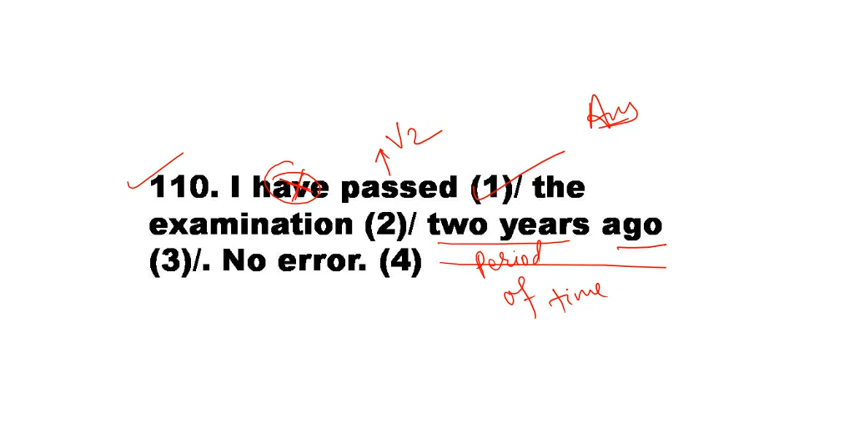 Ans
V2
110. I have passed (1)/ the
examination (2)/ two years ago
(3)/. No error. (4)
Period
of time